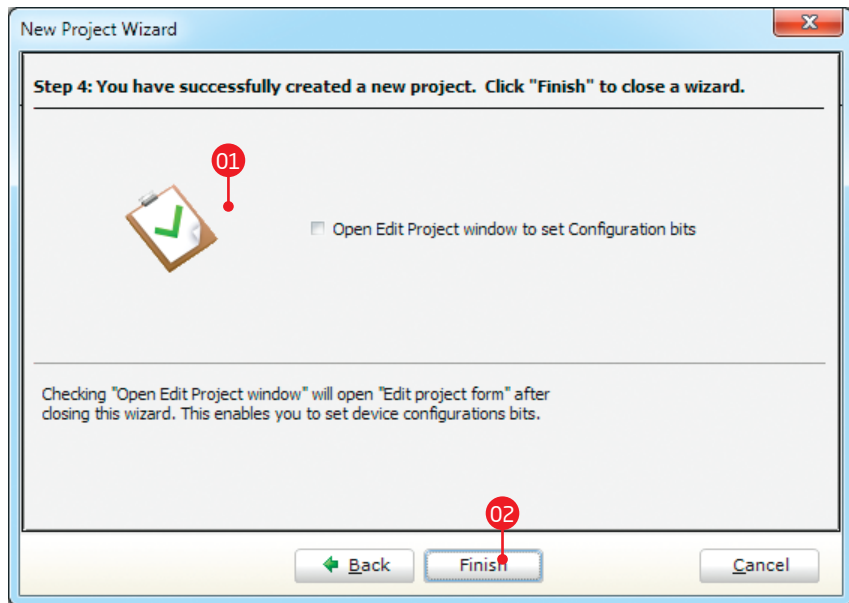 New Project Wizard
X
Step 4: You have successfully created a new project. Click "Finish" to close a wizard.
01
Open Edit Project window to set Configuration bits
Checking "Open Edit Project window" will open "Edit project form" after
closing this wizard. This enables you to set device configurations bits.
02
Back
Finish
Cancel